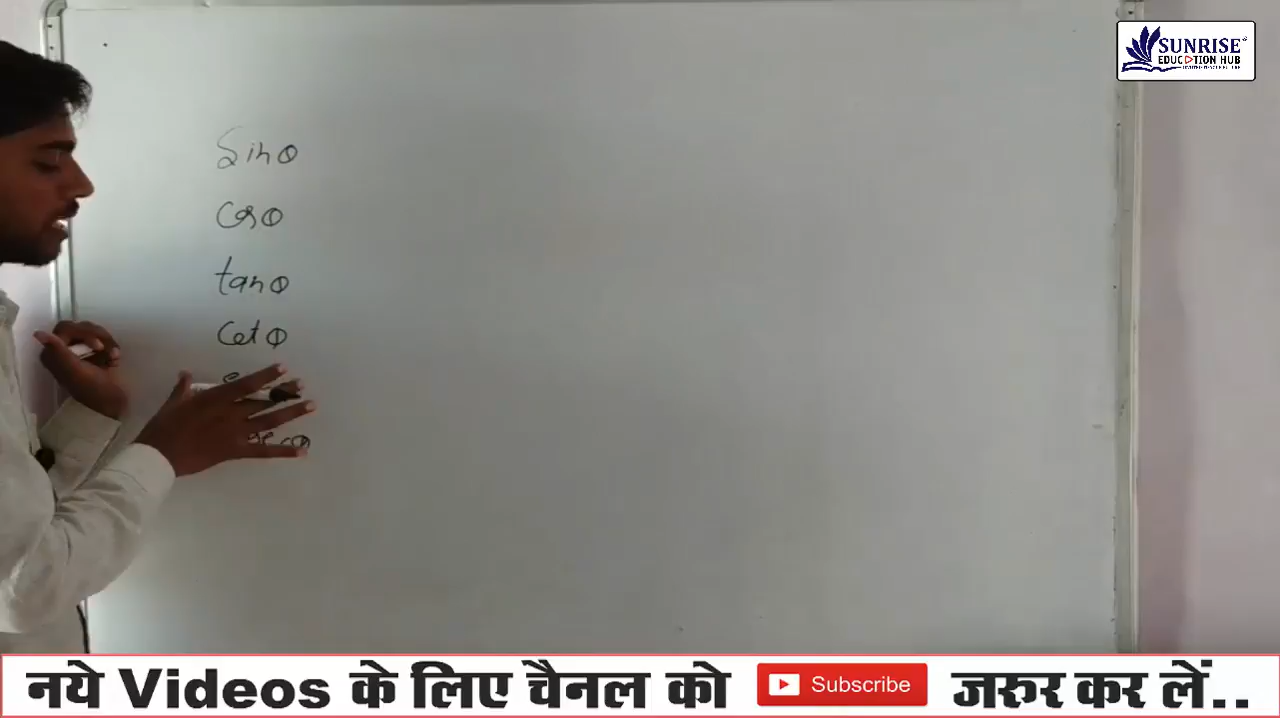 SUNRISE
EDUCATION HUB
Sinθ
cosθ
tanθ
Cotθ
नये Videos के लिए चैनल को Subscribe जरुर कर लें..